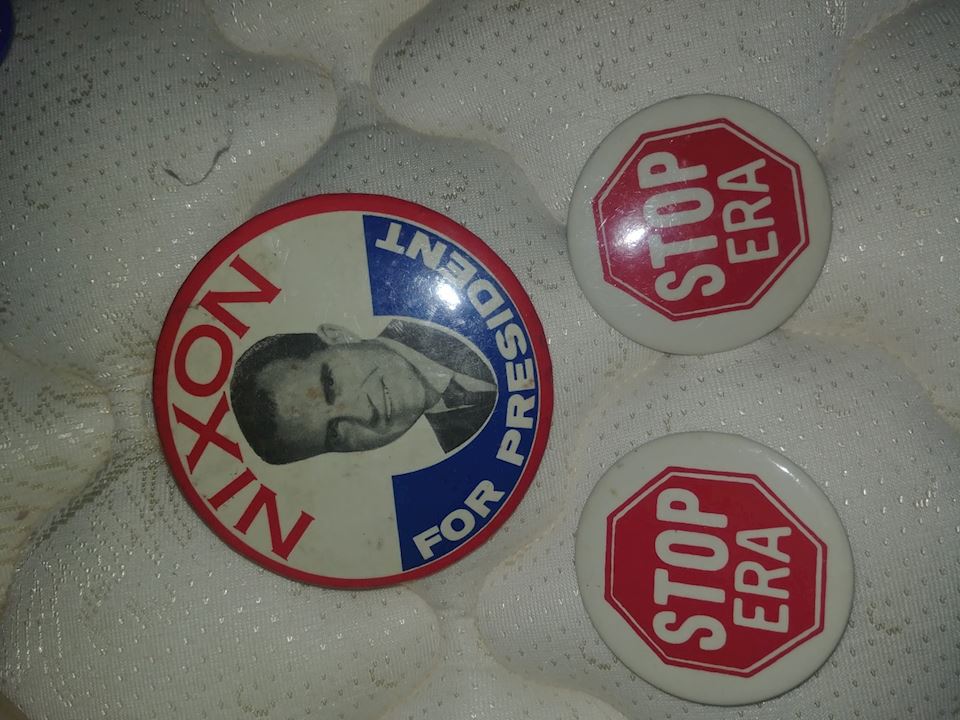 NIXON
FOR PRESIDENT
STOP
ERA
STOP
ERA